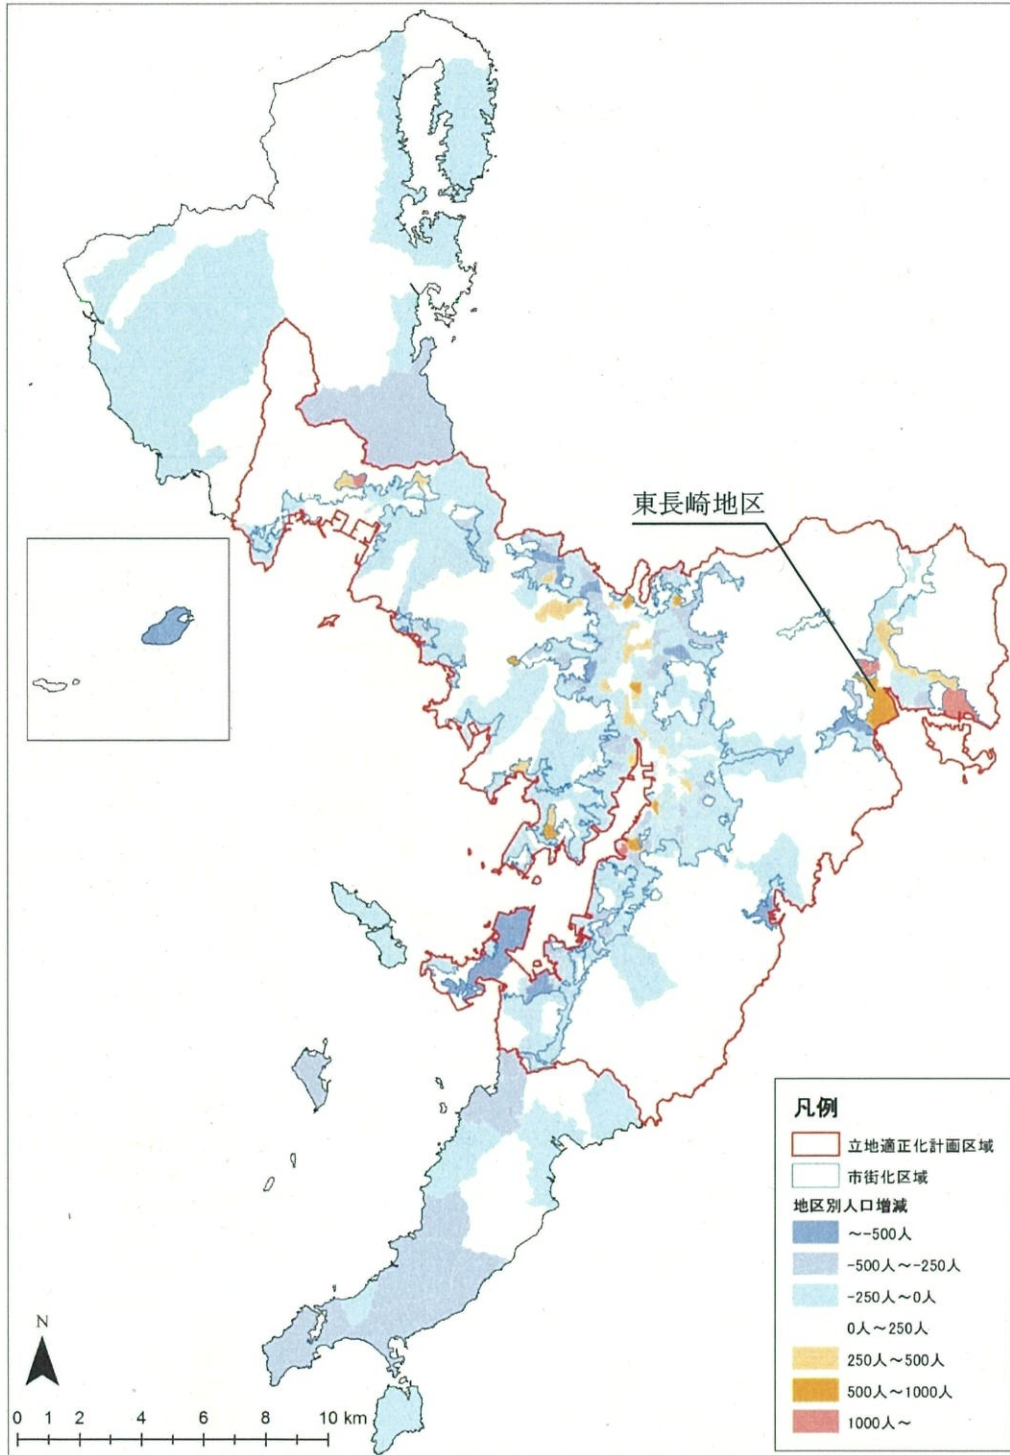 東長崎地区
凡例
立地適正化計画区域
市街化区域
地区別人口増減
～-500人
-500人～-250人
-250人～0人
0人～250人
250人～500人
500人～1000人
1000人～
N
0 1 2 4 6 8 10 km